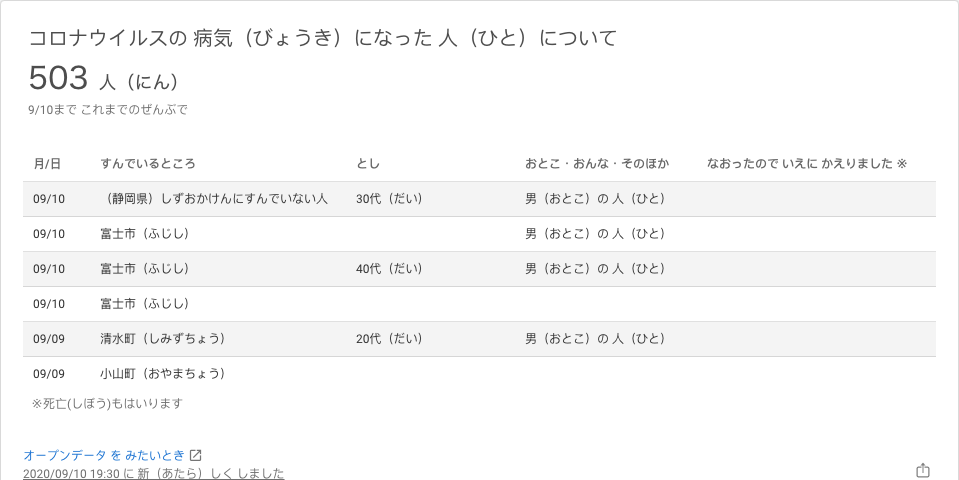 コロナウイルスの 病気（びょうき）になった 人（ひと）について
503 人（にん）
9/10まで これまでのぜんぶで
月/日 すんでいるところ とし おとこ・おんな・そのほか なおったので いえに かえりました ※
09/10 （静岡県）しずおかけんにすんでいない人 30代（だい） 男（おとこ）の 人（ひと）
09/10 富士市（ふじし） 男（おとこ）の 人（ひと）
09/10 富士市（ふじし） 40代（だい） 男（おとこ）の 人（ひと）
09/10 富士市（ふじし）
09/09 清水町（しみずちょう） 20代（だい） 男（おとこ）の 人（ひと）
09/09 小山町（おやまちょう）
※死亡(しぼう)もはいります
オープンデータ を みたいとき
2020/09/10 19:30 に 新（あたら）しく しました